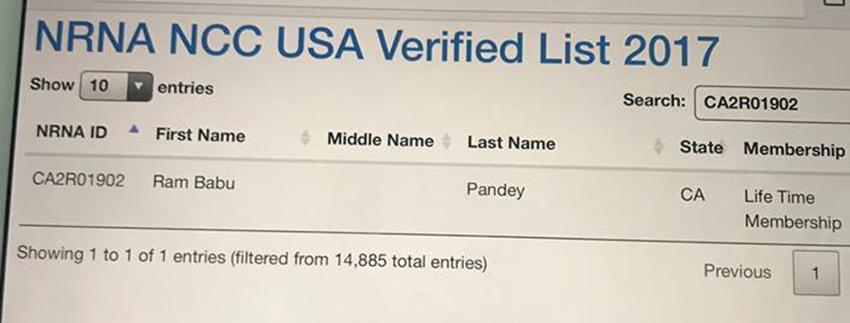 NRNA NCC USA Verified List 2017
Show 10 entries
Search: CA2R01902
NRNA ID First Name Middle Name Last Name State Membership
CA2R01902 Ram Babu Pandey CA Life Time
Membership
Showing 1 to 1 of 1 entries (filtered from 14,885 total entries)
Previous 1